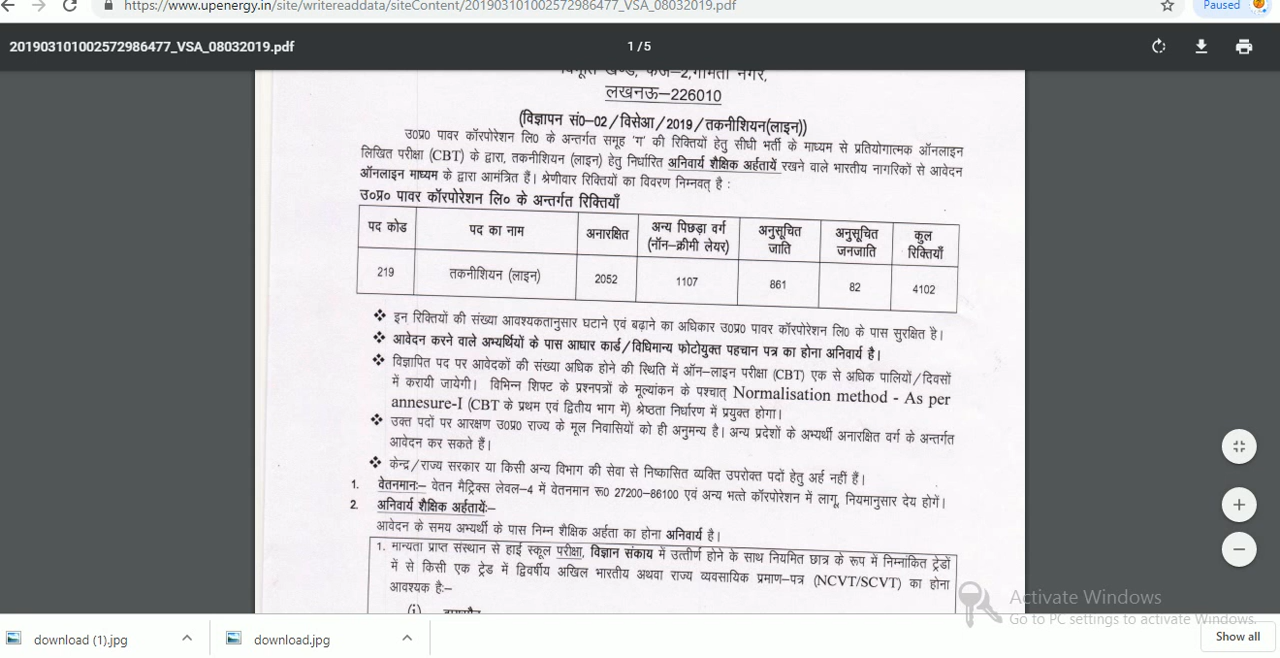 https://www.upenergy.in/site/writereaddata/siteContent/201903101002572986477_VSA_08032019.pdf
Paused
201903101002572986477_VSA_08032019.pdf
1 / 5
लखनऊ–226010
(विज्ञापन सं0–02/विसेआ/2019/तकनीशियन(लाइन))
उ0प्र0 पावर कॉरपोरेशन लि0 के अन्तर्गत समूह 'ग' की रिक्तियों हेतु सीधी भर्ती के माध्यम से प्रतियोगात्मक ऑनलाइन
लिखित परीक्षा (CBT) के द्वारा, तकनीशियन (लाइन) हेतु निर्धारित अनिवार्य शैक्षिक अर्हतायें रखने वाले भारतीय नागरिकों से आवेदन
ऑनलाइन माध्यम के द्वारा आमंत्रित हैं। श्रेणीवार रिक्तियों का विवरण निम्नवत् है :
उ०प्र० पावर कॉरपोरेशन लि० के अन्तर्गत रिक्तियाँ
पद कोड पद का नाम अनारक्षित अन्य पिछड़ा वर्ग (नॉन–क्रीमी लेयर) अनुसूचित जाति अनुसूचित जनजाति कुल रिक्तियाँ
219 तकनीशियन (लाइन) 2052 1107 861 82 4102
❖ इन रिक्तियों की संख्या आवश्यकतानुसार घटाने एवं बढ़ाने का अधिकार उ0प्र0 पावर कॉरपोरेशन लि0 के पास सुरक्षित है।
❖ आवेदन करने वाले अभ्यर्थियों के पास आधार कार्ड/विधिमान्य फोटोयुक्त पहचान पत्र का होना अनिवार्य है।
❖ विज्ञापित पद पर आवेदकों की संख्या अधिक होने की स्थिति में ऑन–लाइन परीक्षा (CBT) एक से अधिक पालियों/दिवसों
में करायी जायेगी। विभिन्न शिफ्ट के प्रश्नपत्रों के मूल्यांकन के पश्चात् Normalisation method - As per
annesure-I (CBT के प्रथम एवं द्वितीय भाग में) श्रेष्ठता निर्धारण में प्रयुक्त होगा।
❖ उक्त पदों पर आरक्षण उ0प्र0 राज्य के मूल निवासियों को ही अनुमन्य है। अन्य प्रदेशों के अभ्यर्थी अनारक्षित वर्ग के अन्तर्गत
आवेदन कर सकते हैं।
❖ केन्द्र/राज्य सरकार या किसी अन्य विभाग की सेवा से निष्कासित व्यक्ति उपरोक्त पदों हेतु अर्ह नहीं हैं।
1. वेतनमानः– वेतन मैट्रिक्स लेवल–4 में वेतनमान रू0 27200–86100 एवं अन्य भत्ते कॉरपोरेशन में लागू, नियमानुसार देय होगें।
2. अनिवार्य शैक्षिक अर्हतायेंः–
आवेदन के समय अभ्यर्थी के पास निम्न शैक्षिक अर्हता का होना अनिवार्य है।
1. मान्यता प्राप्त संस्थान से हाई स्कूल परीक्षा, विज्ञान संकाय में उत्तीर्ण होने के साथ नियमित छात्र के रूप में निम्नांकित ट्रेडों
में से किसी एक ट्रेड में द्विवर्षीय अखिल भारतीय अथवा राज्य व्यवसायिक प्रमाण–पत्र (NCVT/SCVT) का होना
आवश्यक हैः–
(i)
Activate Windows
Go to PC settings to activate Windows.
download (1).jpg
download.jpg
Show all